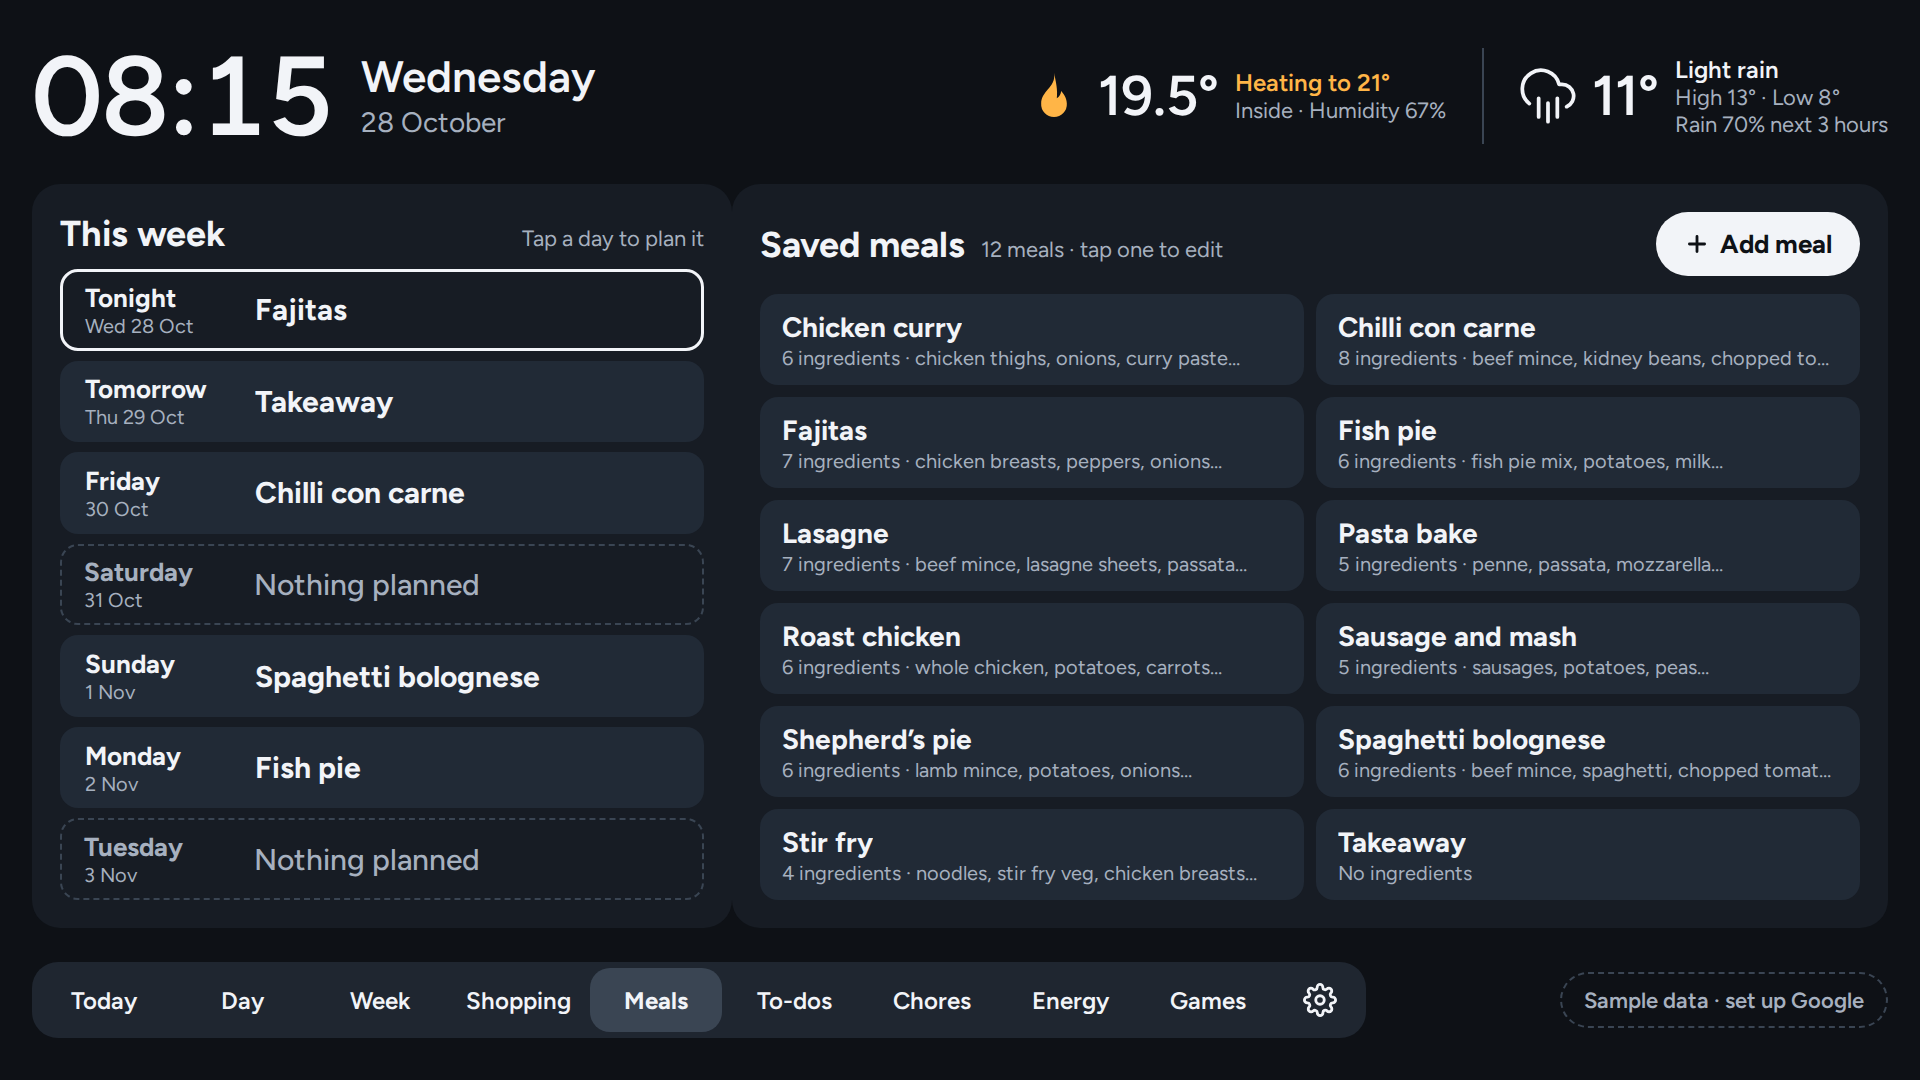 08:15
Wednesday
28 October
19.5°
Heating to 21°
Inside · Humidity 67%
11°
Light rain
High 13° · Low 8°
Rain 70% next 3 hours
This week
Tap a day to plan it
Tonight
Wed 28 Oct
Fajitas
Tomorrow
Thu 29 Oct
Takeaway
Friday
30 Oct
Chilli con carne
Saturday
31 Oct
Nothing planned
Sunday
1 Nov
Spaghetti bolognese
Monday
2 Nov
Fish pie
Tuesday
3 Nov
Nothing planned
Saved meals
12 meals · tap one to edit
+ Add meal
Chicken curry
6 ingredients · chicken thighs, onions, curry paste...
Chilli con carne
8 ingredients · beef mince, kidney beans, chopped to...
Fajitas
7 ingredients · chicken breasts, peppers, onions...
Fish pie
6 ingredients · fish pie mix, potatoes, milk...
Lasagne
7 ingredients · beef mince, lasagne sheets, passata...
Pasta bake
5 ingredients · penne, passata, mozzarella...
Roast chicken
6 ingredients · whole chicken, potatoes, carrots...
Sausage and mash
5 ingredients · sausages, potatoes, peas...
Shepherd’s pie
6 ingredients · lamb mince, potatoes, onions...
Spaghetti bolognese
6 ingredients · beef mince, spaghetti, chopped tomat...
Stir fry
4 ingredients · noodles, stir fry veg, chicken breasts...
Takeaway
No ingredients
Today
Day
Week
Shopping
Meals
To-dos
Chores
Energy
Games
Sample data · set up Google